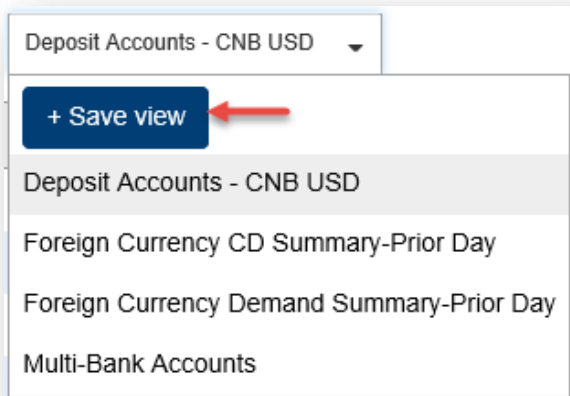 Deposit Accounts - CNB USD
+ Save view
Deposit Accounts - CNB USD
Foreign Currency CD Summary-Prior Day
Foreign Currency Demand Summary-Prior Day
Multi-Bank Accounts